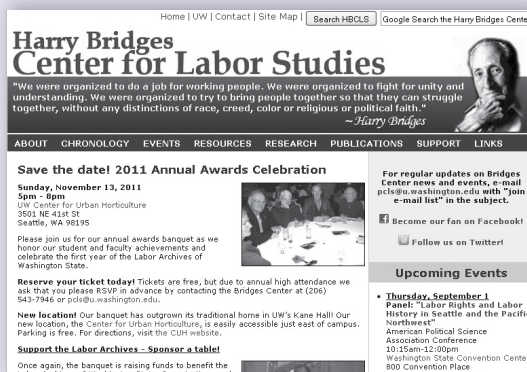 Home | UW | Contact | Site Map | Search HBCLS Google Search the Harry Bridges Cente
Harry Bridges
Center for Labor Studies
"We were organized to do a job for working people. We were organized to fight for unity and
understanding. We were organized to try to bring people together so that they can struggle
together, without any distinctions of race, creed, color or religious or political faith."
~Harry Bridges
ABOUT CHRONOLOGY EVENTS RESOURCES RESEARCH PUBLICATIONS SUPPORT LINKS
Save the date! 2011 Annual Awards Celebration
Sunday, November 13, 2011
5pm - 8pm
UW Center for Urban Horticulture
3501 NE 41st St
Seattle, WA 98195
Please join us for our annual awards banquet as we
honor our student and faculty achievements and
celebrate the first year of the Labor Archives of
Washington State.
Reserve your ticket today! Tickets are free, but due to annual high attendance we
ask that you please RSVP in advance by contacting the Bridges Center at (206)
543-7946 or pcls@u.washington.edu.
New location! Our banquet has outgrown its traditional home in UW's Kane Hall! Our
new location, the Center for Urban Horticulture, is easily accessible just east of campus.
Parking is free. For directions, visit the CUH website.
Support the Labor Archives - Sponsor a table!
Once again, the banquet is raising funds to benefit the
For regular updates on Bridges
Center news and events, e-mail
pcls@u.washington.edu with "join
e-mail list" in the subject.
Become our fan on Facebook!
Follow us on Twitter!
Upcoming Events
• Thursday, September 1
Panel: "Labor Rights and Labor
History in Seattle and the Pacific
Northwest"
American Political Science
Association Conference
10:15am-12:00pm
Washington State Convention Cente
800 Convention Place